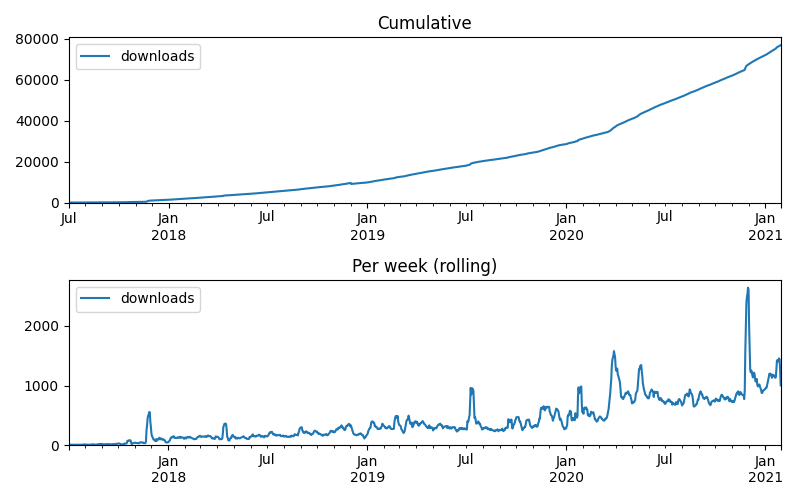 Cumulative
80000
60000
40000
20000
0
downloads
Jul
Jan
2018
Jul
Jan
2019
Jul
Jan
2020
Jul
Jan
2021
Per week (rolling)
2000
1000
0
downloads
Jan
2018
Jul
Jan
2019
Jul
Jan
2020
Jul
Jan
2021